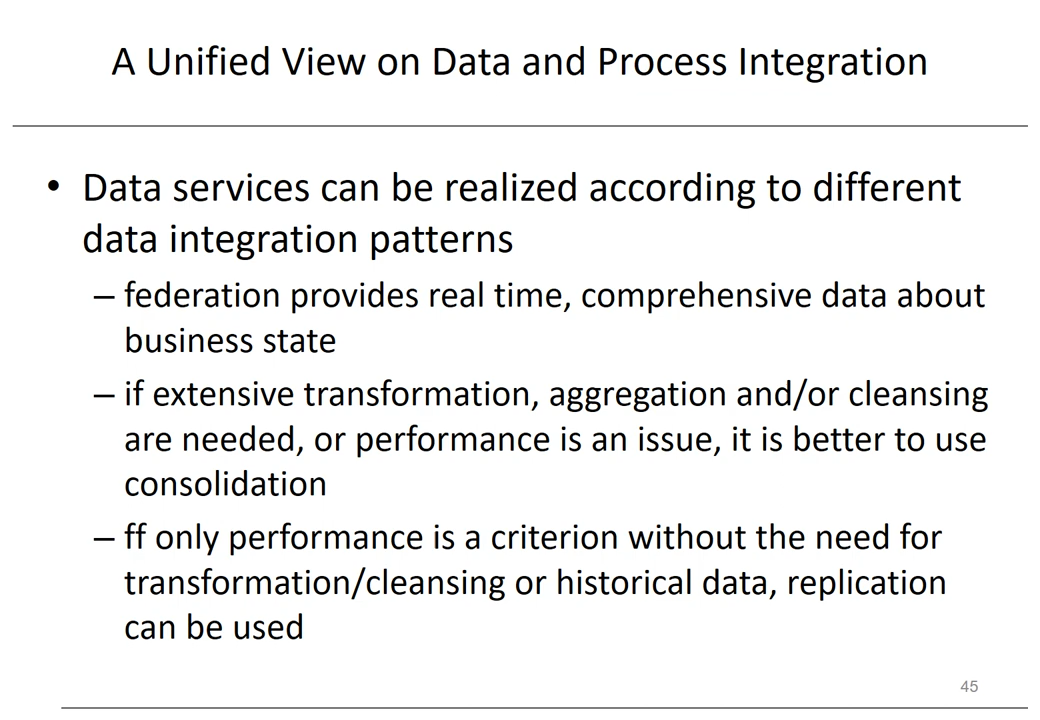 A Unified View on Data and Process Integration
• Data services can be realized according to different
data integration patterns
– federation provides real time, comprehensive data about
business state
– if extensive transformation, aggregation and/or cleansing
are needed, or performance is an issue, it is better to use
consolidation
– ff only performance is a criterion without the need for
transformation/cleansing or historical data, replication
can be used
45